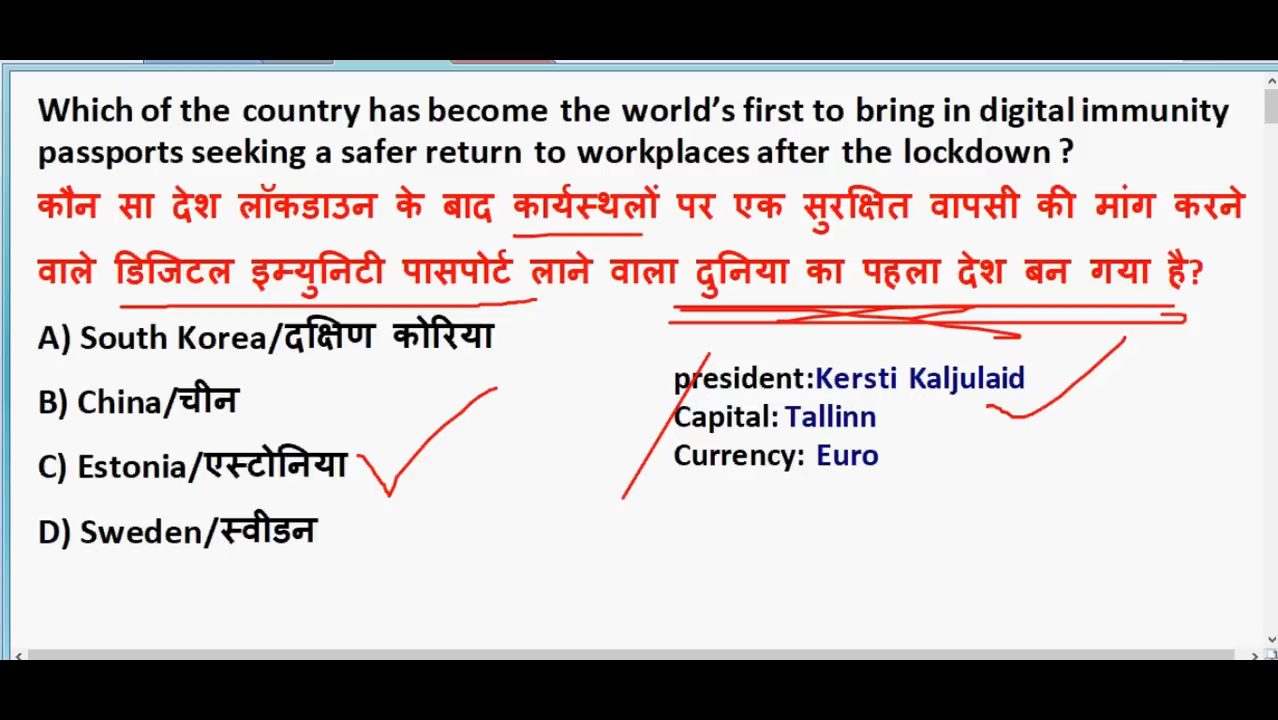 Which of the country has become the world's first to bring in digital immunity
passports seeking a safer return to workplaces after the lockdown ?
कौन सा देश लॉकडाउन के बाद कार्यस्थलों पर एक सुरक्षित वापसी की मांग करने
वाले डिजिटल इम्युनिटी पासपोर्ट लाने वाला दुनिया का पहला देश बन गया है?
A) South Korea/दक्षिण कोरिया
B) China/चीन
C) Estonia/एस्टोनिया
D) Sweden/स्वीडन
president:Kersti Kaljulaid
Capital: Tallinn
Currency: Euro